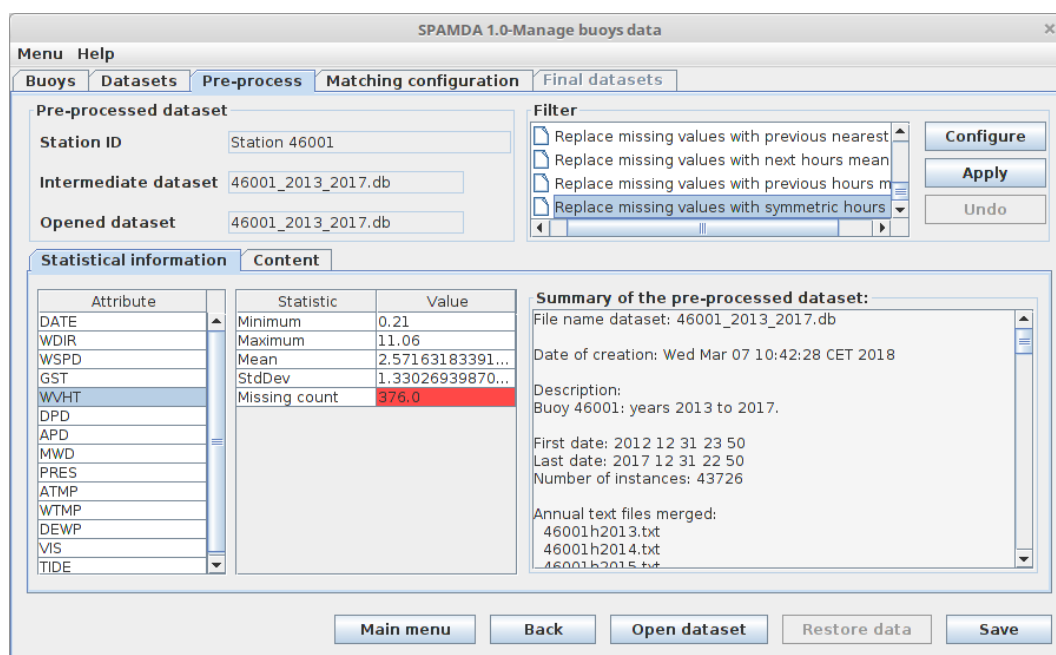 SPAMDA 1.0-Manage buoys data
Menu Help
Buoys Datasets Pre-process Matching configuration Final datasets
Pre-processed dataset
Station ID Station 46001
Intermediate dataset 46001_2013_2017.db
Opened dataset 46001_2013_2017.db
Filter
Replace missing values with previous nearest
Replace missing values with next hours mean
Replace missing values with previous hours m
Replace missing values with symmetric hours
Configure
Apply
Undo
Statistical information Content
Attribute
DATE
WDIR
WSPD
GST
WVHT
DPD
APD
MWD
PRES
ATMP
WTMP
DEWP
VIS
TIDE
Statistic Value
Minimum 0.21
Maximum 11.06
Mean 2.57163183391...
StdDev 1.33026939870...
Missing count 376.0
Summary of the pre-processed dataset:
File name dataset: 46001_2013_2017.db
Date of creation: Wed Mar 07 10:42:28 CET 2018
Description:
Buoy 46001: years 2013 to 2017.
First date: 2012 12 31 23 50
Last date: 2017 12 31 22 50
Number of instances: 43726
Annual text files merged:
46001h2013.txt
46001h2014.txt
46001h2015.txt
Main menu Back Open dataset Restore data Save